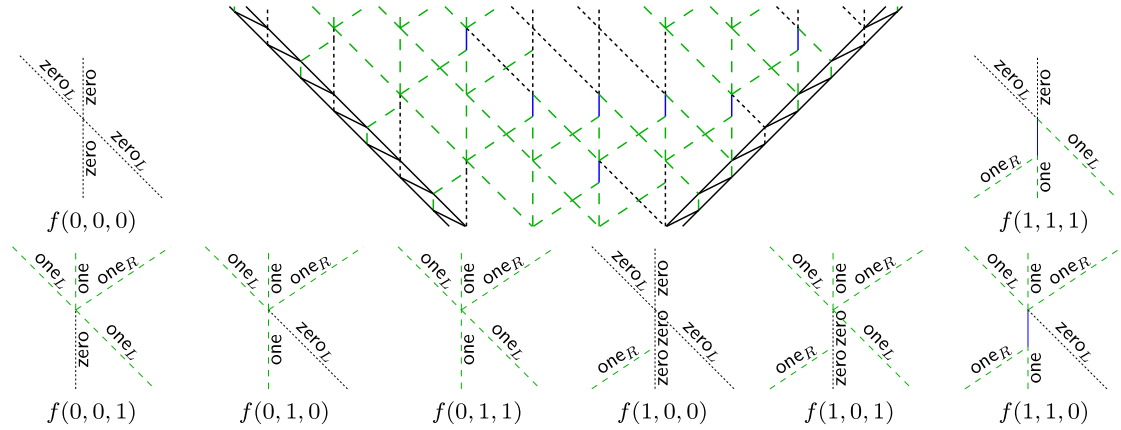 zero_L zero
zero zero_L
f(0,0,0)
zero_L zero
one_R one one_L
f(1,1,1)
one_L one one_R
zero one_L
f(0,0,1)
one_L one one_R
one zero_L
f(0,1,0)
one_L one one_R
one one_L
f(0,1,1)
zero_L zero
zero zero_L
one_R zero
f(1,0,0)
one_L one one_R
zero one_L
one_R zero
f(1,0,1)
one_L one one_R
zero_L
one_R one
f(1,1,0)